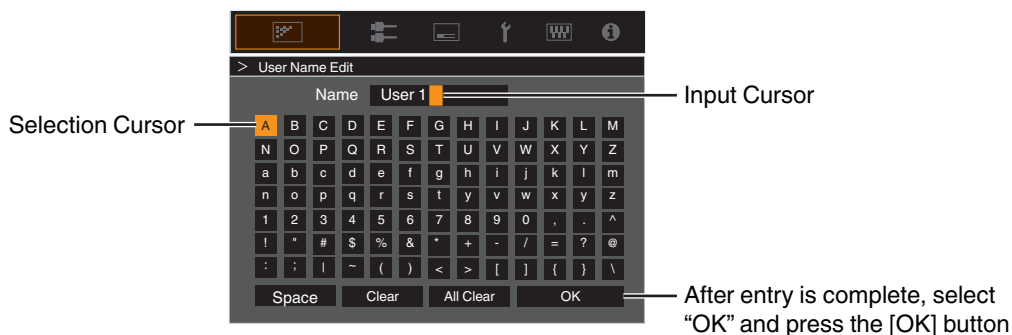 > User Name Edit
Name User 1
Input Cursor
Selection Cursor
A B C D E F G H I J K L M
N O P Q R S T U V W X Y Z
a b c d e f g h i j k l m
n o p q r s t y v w x y z
1 2 3 4 5 6 7 8 9 0 , . ^
! " # $ % & * + - / = ? @
: ; | ~ ( ) < > [ ] { } \
Space Clear All Clear OK
After entry is complete, select
“OK” and press the [OK] button